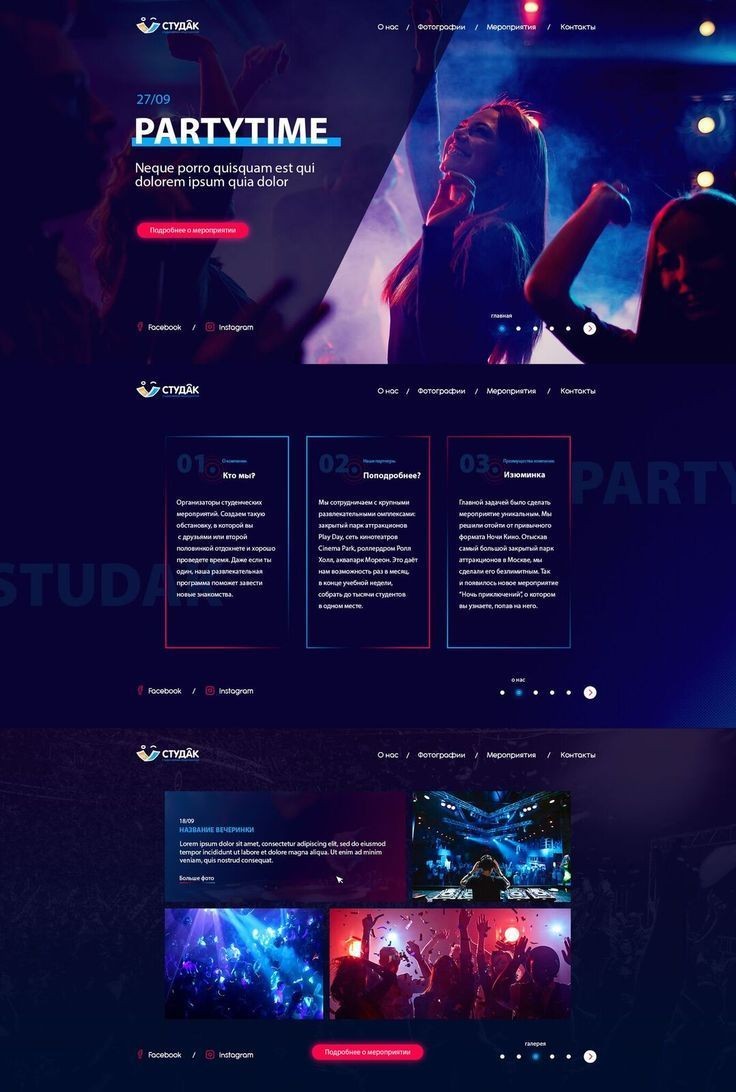 СТУДАК
О нас / Фотографии / Мероприятия / Контакты
27/09
PARTYTIME
Neque porro quisquam est qui
dolorem ipsum quia dolor
Подробнее о мероприятии
главная
Facebook / Instagram
СТУДАК
О нас / Фотографии / Мероприятия / Контакты
PARTY
STUDAK
01
О компании
Кто мы?
Организаторы студенческих
мероприятий. Создаем такую
обстановку, в которой вы
с друзьями или второй
половинкой отдохнете и хорошо
проведете время. Даже если ты
один, наша развлекательная
программа поможет завести
новые знакомства.
02
Наши партнеры
Поподробнее?
Мы сотрудничаем с крупными
развлекательными омплексами:
закрытый парк аттракционов
Play Day, сеть кинотеатров
Cinema Park, роллердром Ролл
Холл, аквапарк Мореон. Это даёт
нам возможность раз в месяц,
в конце учебной недели,
собрать до тысячи студентов
в одном месте.
03
Преимущества компании
Изюминка
Главной задачей было сделать
мероприятие уникальным. Мы
решили отойти от привычного
формата Ночи Кино. Отыскав
самый большой закрытый парк
аттракционов в Москве, мы
сделали его безлимитным. Так
и появилось новое мероприятие
“Ночь приключений”, о котором
вы узнаете, попав на него.
о нас
Facebook / Instagram
СТУДАК
О нас / Фотографии / Мероприятия / Контакты
18/09
НАЗВАНИЕ ВЕЧЕРИНКИ
Lorem ipsum dolor sit amet, consectetur adipiscing elit, sed do eiusmod
tempor incididunt ut labore et dolore magna aliqua. Ut enim ad minim
veniam, quis nostrud consequat.
Больше фото
галерея
Facebook / Instagram
Подробнее о мероприятии